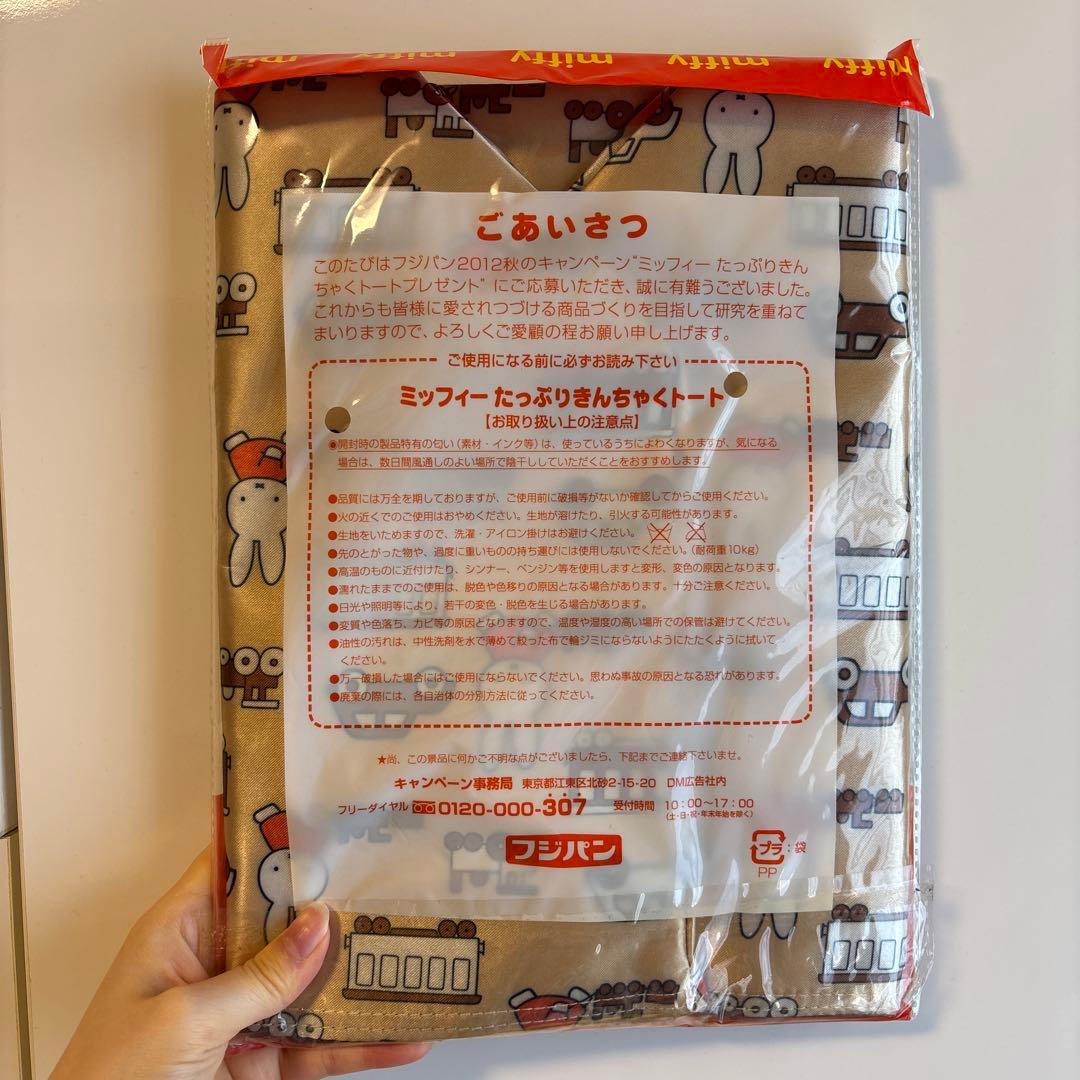 miffy miffy miffy miffy miffy
ごあいさつ
このたびはフジパン2012秋のキャンペーン"ミッフィー たっぷりきん
ちゃくトートプレゼント" にご応募いただき、誠に有難うございました。
これからも皆様に愛されつづける商品づくりを目指して研究を重ねて
まいりますので、よろしくご愛顧の程お願い申し上げます。
ご使用になる前に必ずお読み下さい
ミッフィー たっぷりきんちゃくトート
【お取り扱い上の注意点】
◉開封時の製品特有の匂い(素材・インク等)は、使っているうちによわくなりますが、気になる
場合は、数日間風通しのよい場所で陰干ししていただくことをおすすめします。
●品質には万全を期しておりますが、ご使用前に破損等がないか確認してからご使用ください。
●火の近くでのご使用はおやめください。生地が溶けたり、引火する可能性があります。
●生地をいためますので、洗濯・アイロン掛けはお避けください。
●先のとがった物や、過度に重いものの持ち運びには使用しないでください。(耐荷重10kg)
●高温のものに近付けたり、シンナー、ベンジン等を使用しますと変形、変色の原因となります。
●濡れたままでのご使用は、脱色や色移りの原因となる場合があります。十分ご注意ください。
●日光や照明等により、若干の変色・脱色を生じる場合があります。
●変質や色落ち、カビ等の原因となりますので、温度や湿度の高い場所での保管は避けてください。
●油性の汚れは、中性洗剤を水で薄めて絞った布で輪ジミにならないようにたたくように拭いて
ください。
●万一破損した場合にはご使用にならないでください。思わぬ事故の原因となる恐れがあります。
●廃棄の際には、各自治体の分別方法に従ってください。
★尚、この景品に何かご不明な点がございましたら、下記までご連絡下さいませ。
キャンペーン事務局 東京都江東区北砂2-15-20 DM広告社内
フリーダイヤル 0120-000-307 受付時間 10:00〜17:00
(土・日・祝・年末年始を除く)
フジパン
プラ :袋
PP